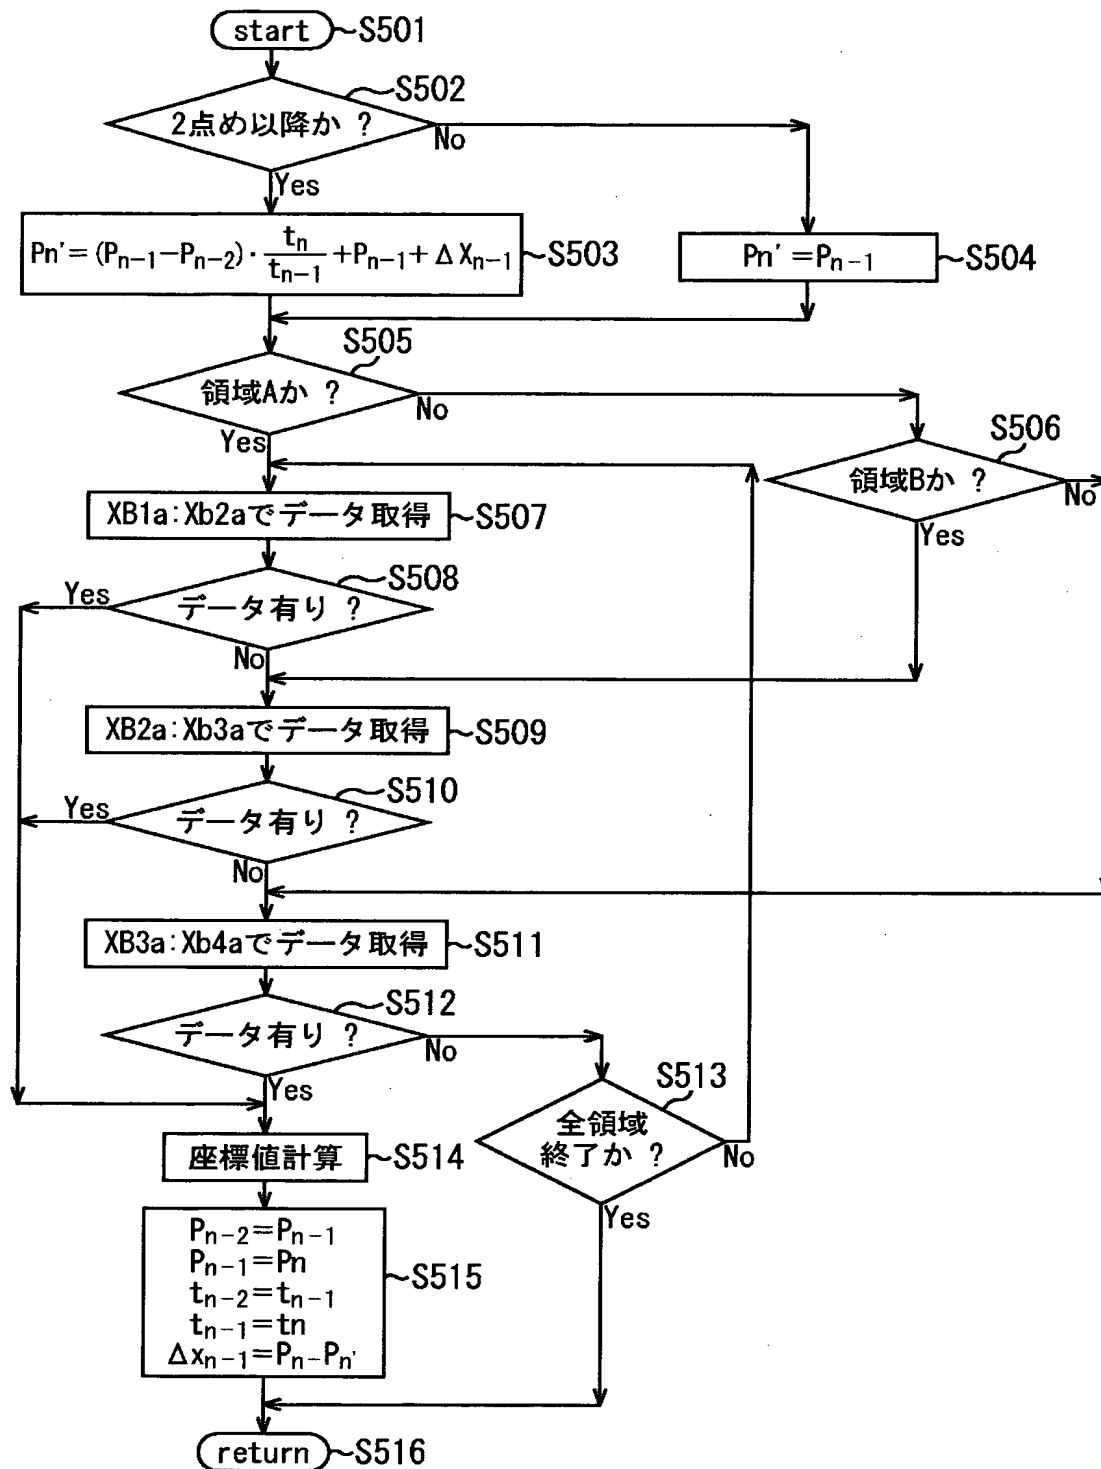 start
S501
S502
2点め以降か ?
No
Yes
Pn'=(Pn-1-Pn-2)・tn/tn-1+Pn-1+ΔXn-1
S503
Pn'=Pn-1
S504
S505
領域Aか ?
No
Yes
S506
領域Bか ?
No
Yes
XB1a:Xb2aでデータ取得
S507
S508
Yes
データ有り ?
No
XB2a:Xb3aでデータ取得
S509
S510
Yes
データ有り ?
No
XB3a:Xb4aでデータ取得
S511
S512
データ有り ?
No
Yes
S513
全領域
終了か ?
No
Yes
座標値計算
S514
Pn-2=Pn-1
Pn-1=Pn
tn-2=tn-1
tn-1=tn
Δxn-1=Pn-Pn'
S515
return
S516